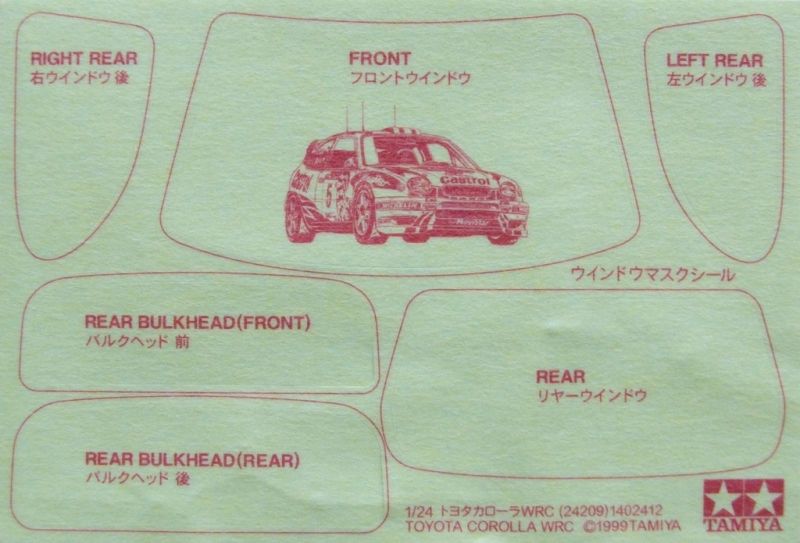 RIGHT REAR
右ウインドウ 後
FRONT
フロントウインドウ
LEFT REAR
左ウインドウ 後
Castrol
5
ウインドウマスクシール
REAR BULKHEAD(FRONT)
バルクヘッド 前
REAR
リヤーウインドウ
REAR BULKHEAD(REAR)
バルクヘッド 後
1/24 トヨタカローラWRC (24209)1402412
TOYOTA COROLLA WRC ©1999TAMIYA
TAMIYA